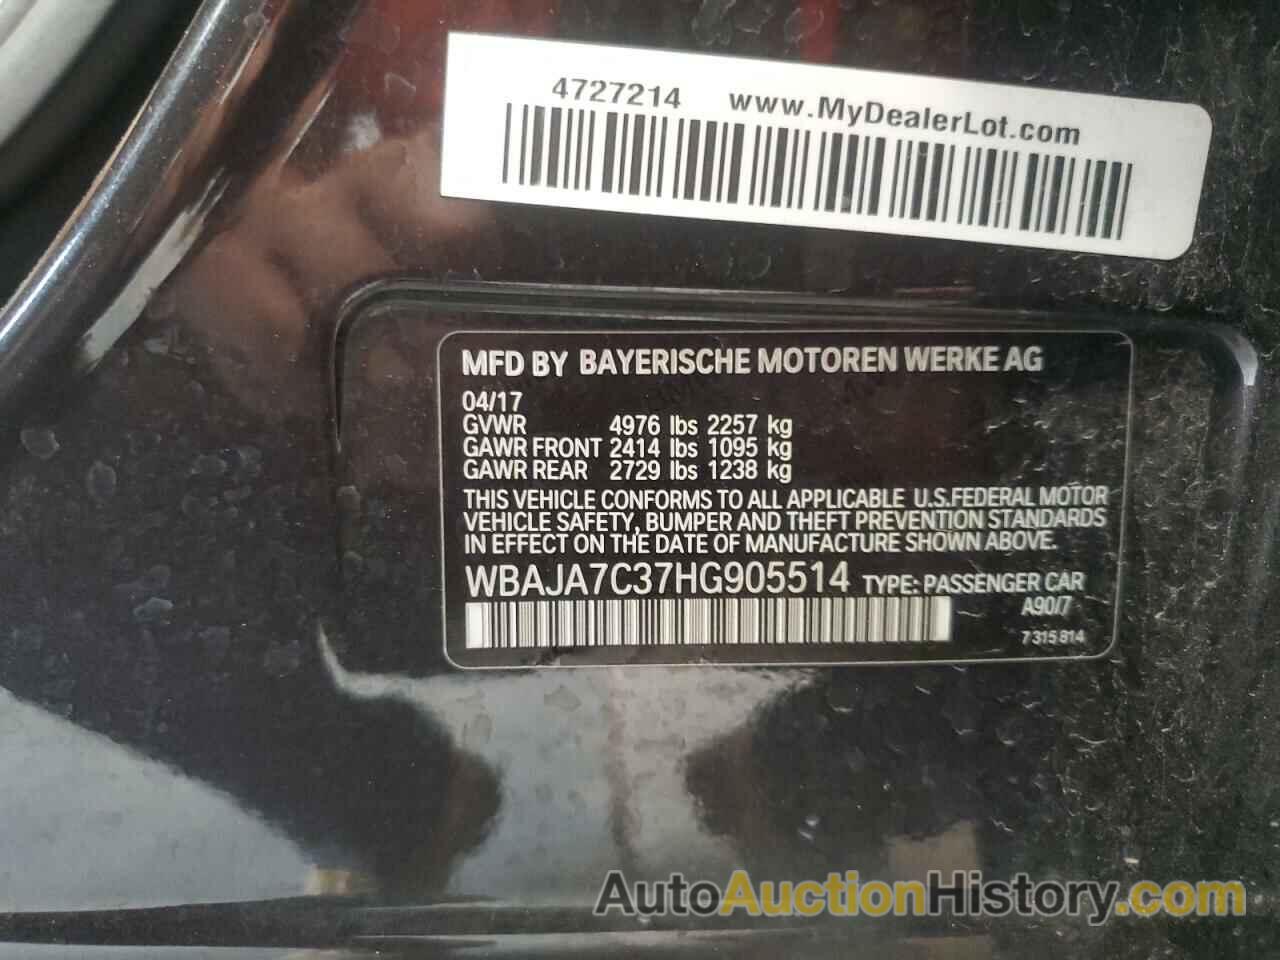 4727214 www.MyDealerLot.com
MFD BY BAYERISCHE MOTOREN WERKE AG
04/17
GVWR 4976 lbs 2257 kg
GAWR FRONT 2414 lbs 1095 kg
GAWR REAR 2729 lbs 1238 kg
THIS VEHICLE CONFORMS TO ALL APPLICABLE U.S.FEDERAL MOTOR
VEHICLE SAFETY, BUMPER AND THEFT PREVENTION STANDARDS
IN EFFECT ON THE DATE OF MANUFACTURE SHOWN ABOVE.
WBAJA7C37HG905514 TYPE: PASSENGER CAR
A90/7
7 315 814
AutoAuctionHistory.com